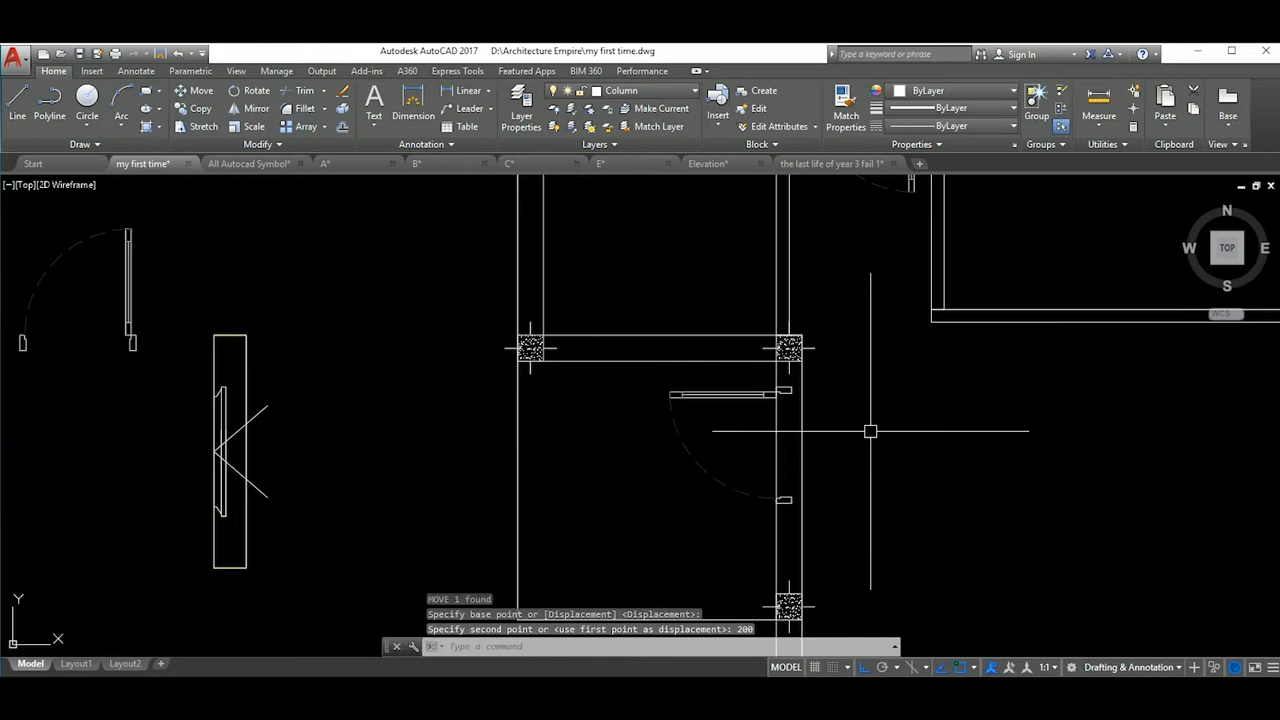 Autodesk AutoCAD 2017 D:\Architecture Empire\my first time.dwg
Type a keyword or phrase
Sign In
Home Insert Annotate Parametric View Manage Output Add-ins A360 Express Tools Featured Apps BIM 360 Performance
Line
Polyline
Circle
Arc
Move
Rotate
Trim
Copy
Mirror
Fillet
Stretch
Scale
Array
Text
Dimension
Linear
Leader
Table
Layer Properties
Column
Make Current
Match Layer
Insert
Create
Edit
Edit Attributes
Match Properties
ByLayer
ByLayer
ByLayer
Group
Measure
Paste
Base
Draw
Modify
Annotation
Layers
Block
Properties
Groups
Utilities
Clipboard
View
Start
my first time*
All Autocad Symbol*
A*
B*
C*
E*
Elevation*
the last life of year 3 fail 1*
[−][Top][2D Wireframe]
N
W
TOP
E
S
WCS
MOVE 1 found
Specify base point or [Displacement] <Displacement>:
Specify second point or <use first point as displacement>: 200
Type a command
Y
X
Model
Layout1
Layout2
MODEL
1:1
Drafting & Annotation